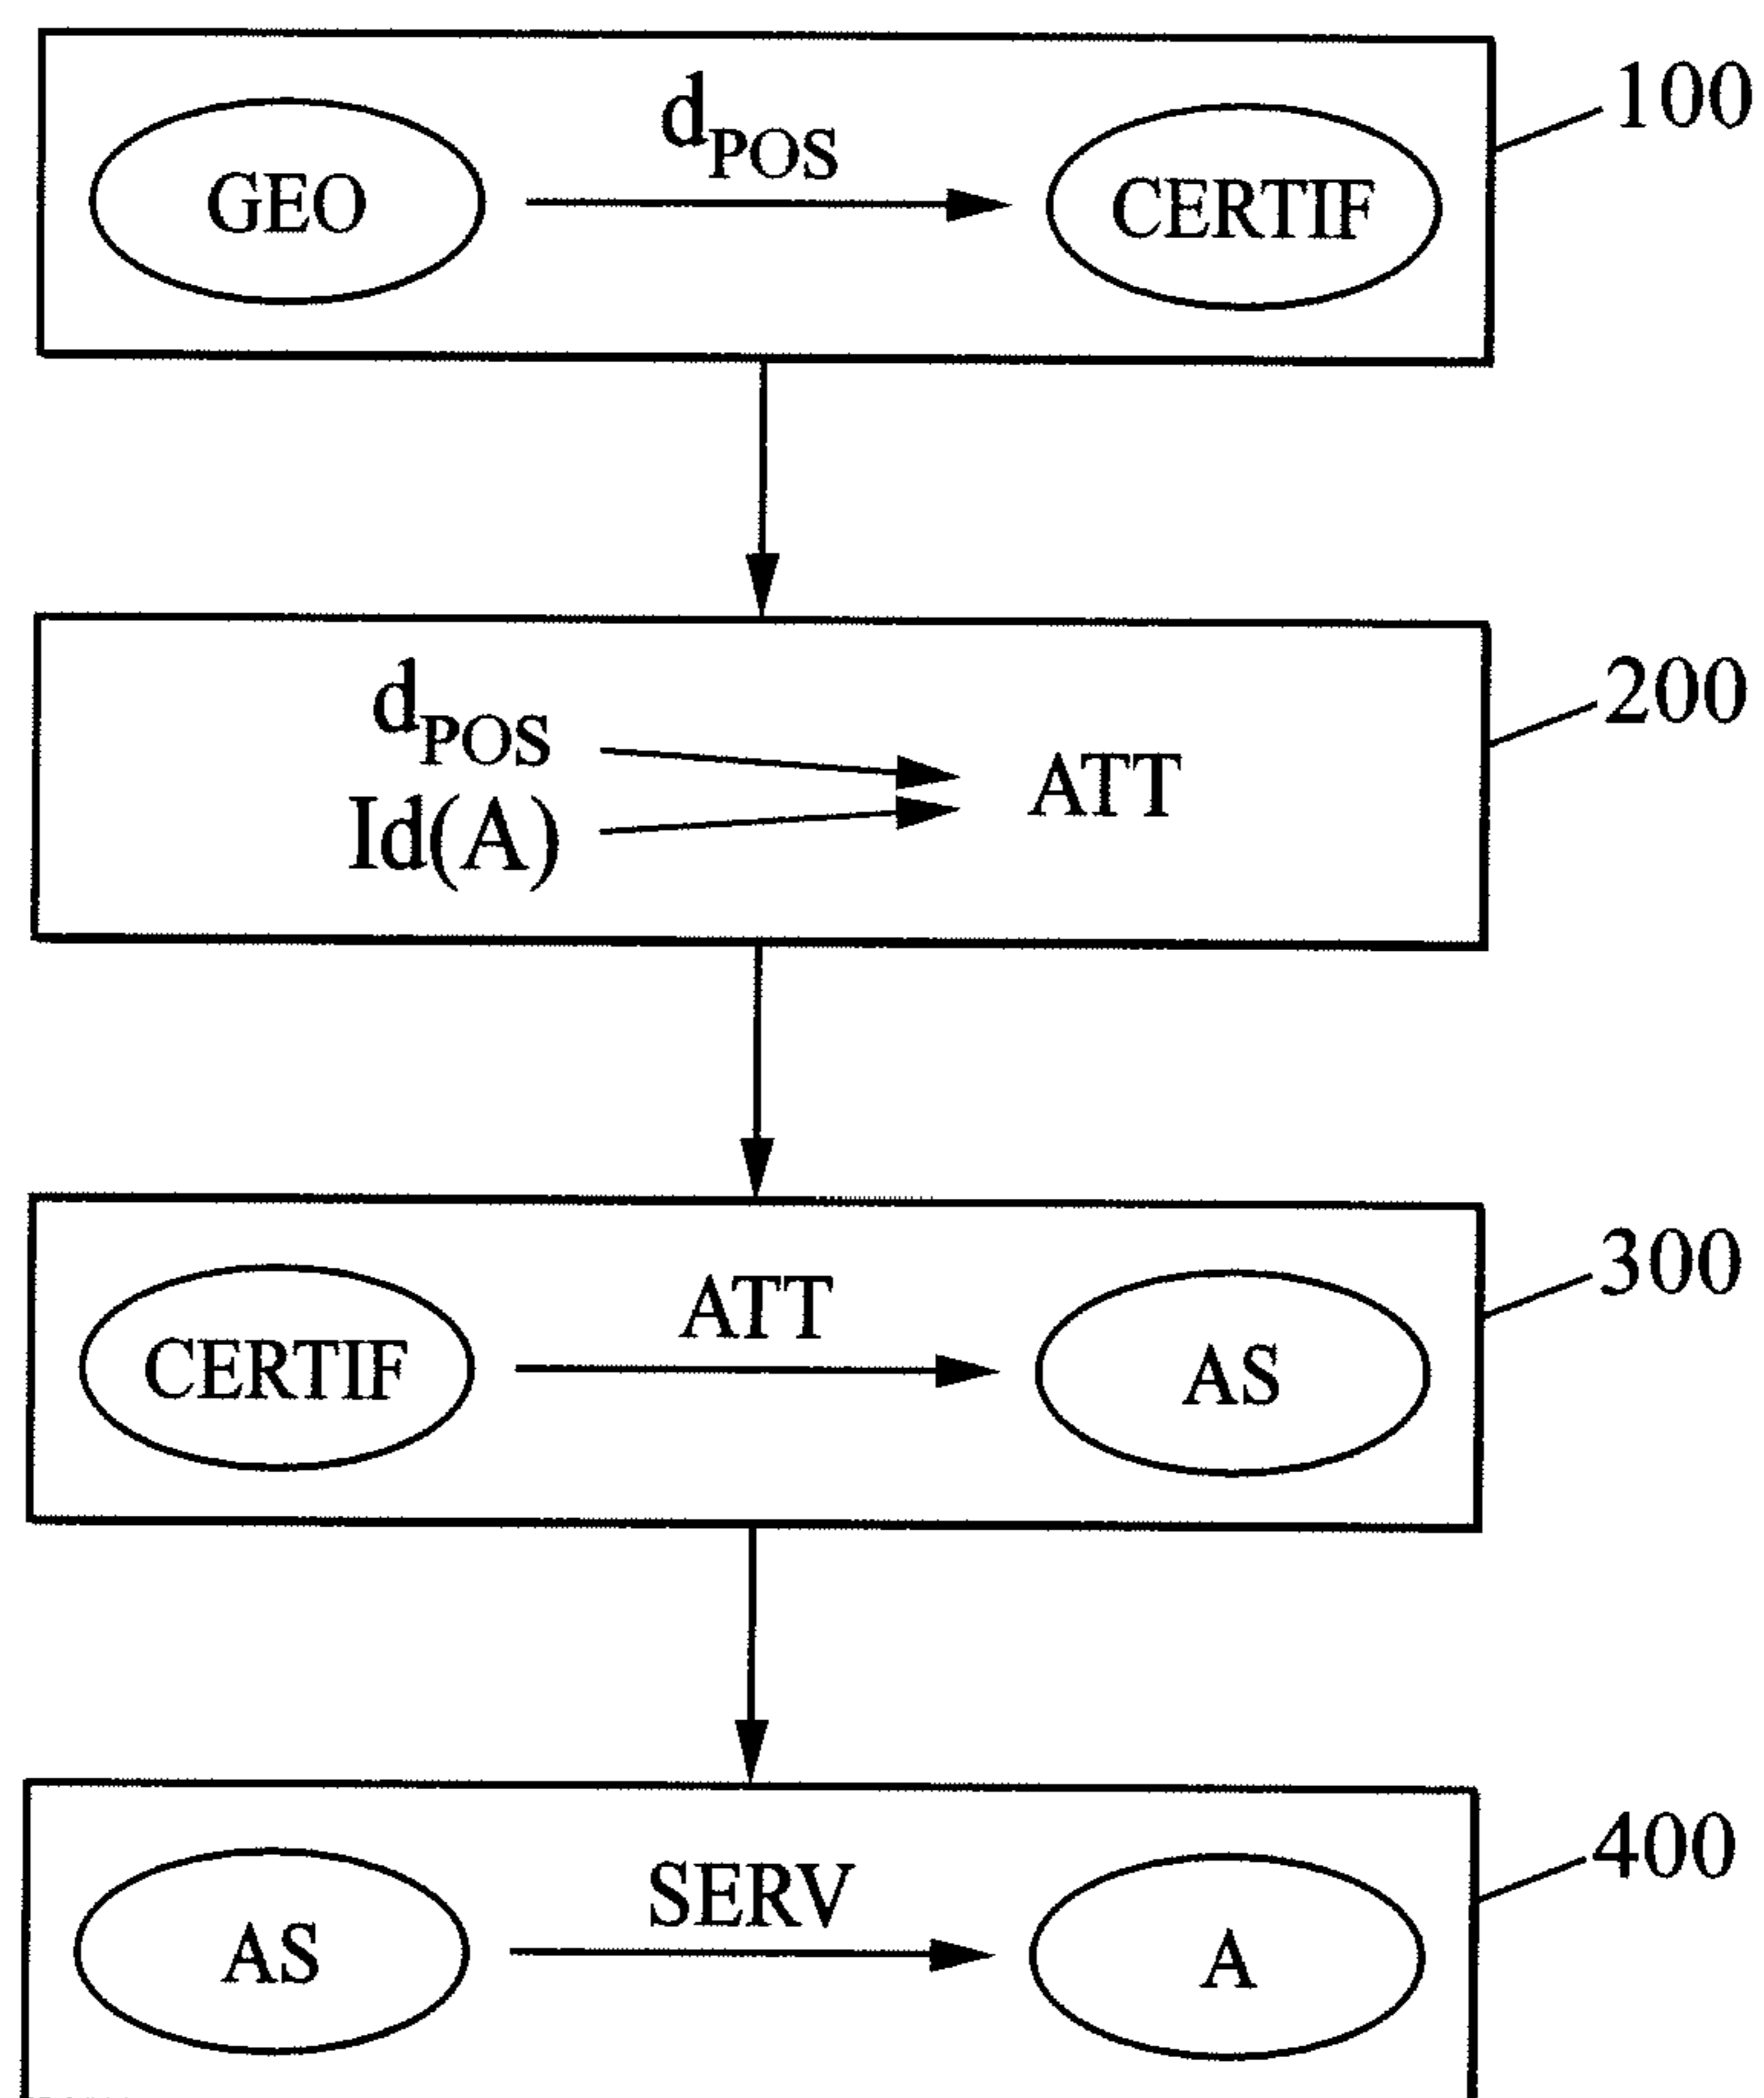 d_POS
GEO CERTIF
100
d_POS
Id(A)
ATT
200
ATT
CERTIF AS
300
SERV
AS A
400